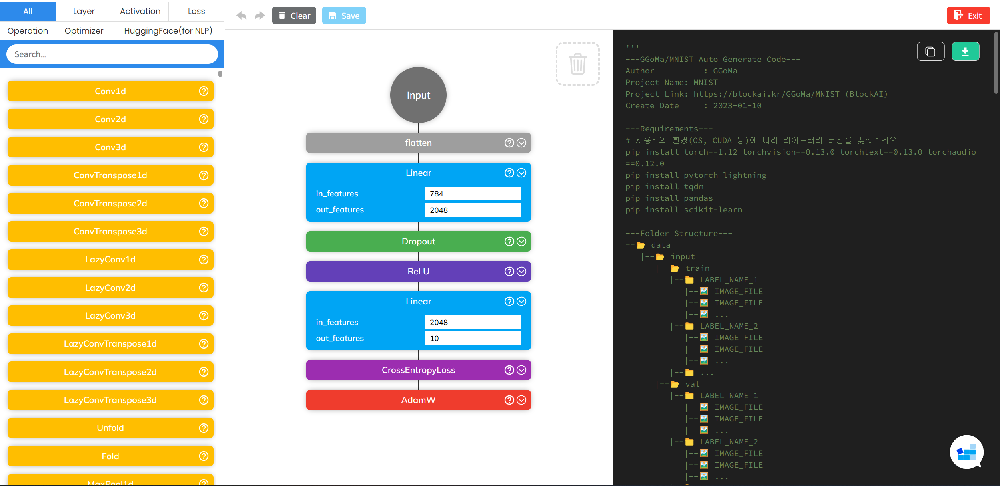 All
Layer
Activation
Loss
Operation
Optimizer
HuggingFace(for NLP)
Search...
Conv1d
Conv2d
Conv3d
ConvTranspose1d
ConvTranspose2d
ConvTranspose3d
LazyConv1d
LazyConv2d
LazyConv3d
LazyConvTranspose1d
LazyConvTranspose2d
LazyConvTranspose3d
Unfold
Fold
MaxPool1d
Clear
Save
Exit
Input
flatten
Linear
in_features 784
out_features 2048
Dropout
ReLU
Linear
in_features 2048
out_features 10
CrossEntropyLoss
AdamW
'''
---GGoMa/MNIST Auto Generate Code---
Author : GGoMa
Project Name: MNIST
Project Link: https://blockai.kr/GGoMa/MNIST (BlockAI)
Create Date : 2023-01-10
---Requirements---
# 사용자의 환경(OS, CUDA 등)에 따라 라이브러리 버전을 맞춰주세요
pip install torch==1.12 torchvision==0.13.0 torchtext==0.13.0 torchaudio
==0.12.0
pip install pytorch-lightning
pip install tqdm
pip install pandas
pip install scikit-learn
---Folder Structure---
--📂 data
|--📂 input
|--📂 train
|--📁 LABEL_NAME_1
|--🖼️ IMAGE_FILE
|--🖼️ IMAGE_FILE
|--🖼️ ...
|--📁 LABEL_NAME_2
|--🖼️ IMAGE_FILE
|--🖼️ IMAGE_FILE
|--🖼️ ...
|--📁 ...
|--📂 val
|--📁 LABEL_NAME_1
|--🖼️ IMAGE_FILE
|--🖼️ IMAGE_FILE
|--🖼️ ...
|--📁 LABEL_NAME_2
|--🖼️ IMAGE_FILE
|--🖼️ IMAGE_FILE
|--🖼️ ...